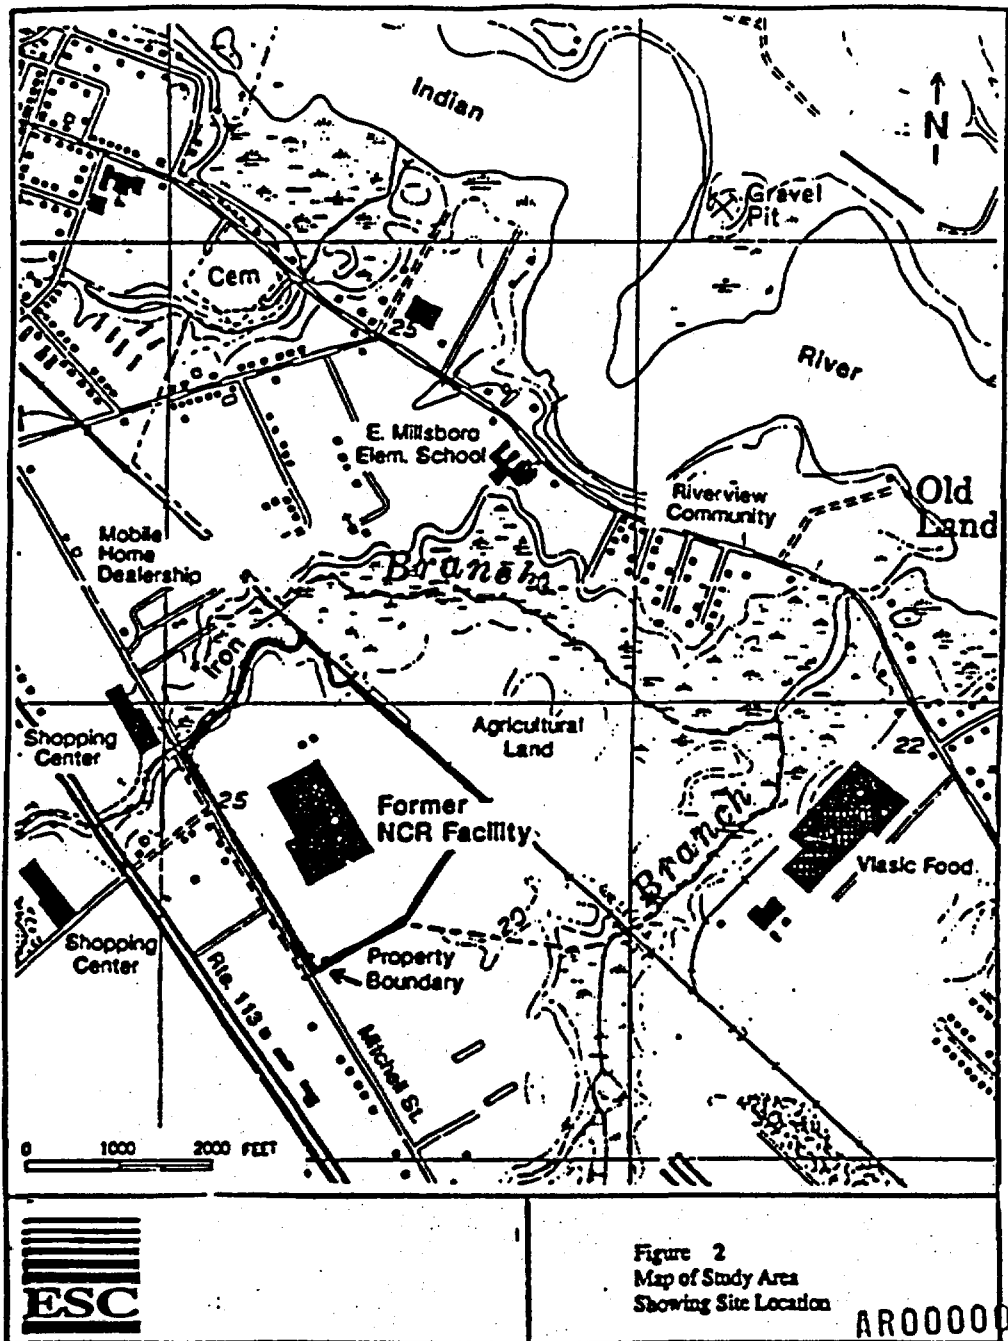 Indian
N
Gravel
Pit
Cem
25
River
E. Millsboro
Elem. School
Riverview
Community
Old
Land
Mobile
Home
Dealership
Branch
Iron
Agricultural
Land
Shopping
Center
22
25
Former
NCR Facility
Branch
Vlasic Food
20
Shopping
Center
Property
Boundary
Rte. 113
Mitchell St.
0 1000 2000 FEET
ESC
Figure 2
Map of Study Area
Showing Site Location
AR00000